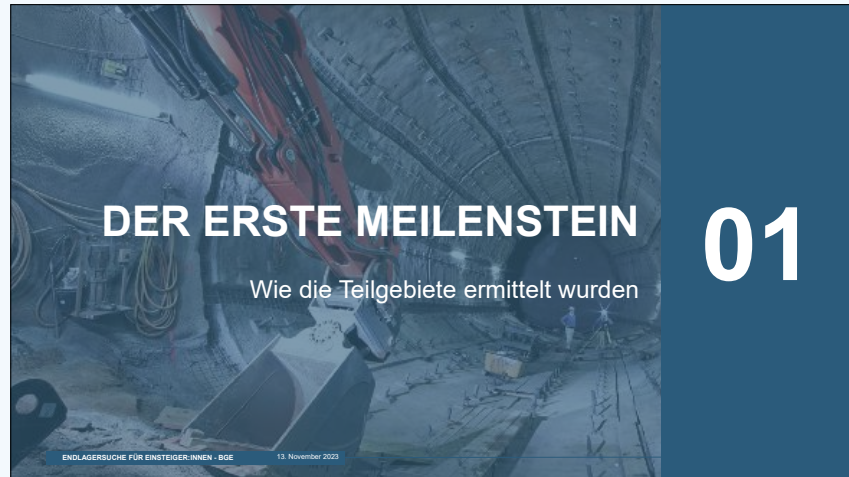 DER ERSTE MEILENSTEIN
01
Wie die Teilgebiete ermittelt wurden
ENDLAGERSUCHE FÜR EINSTEIGER:INNEN - BGE 13. November 2023